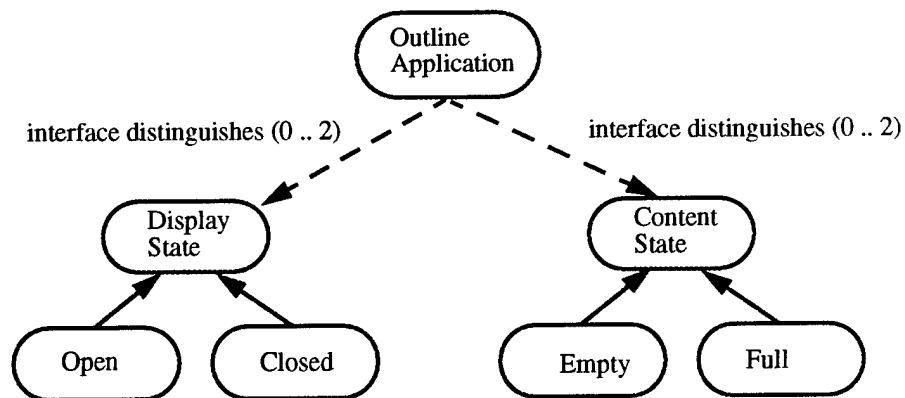 Outline
Application
interface distinguishes (0 .. 2)
interface distinguishes (0 .. 2)
Display
State
Content
State
Open
Closed
Empty
Full